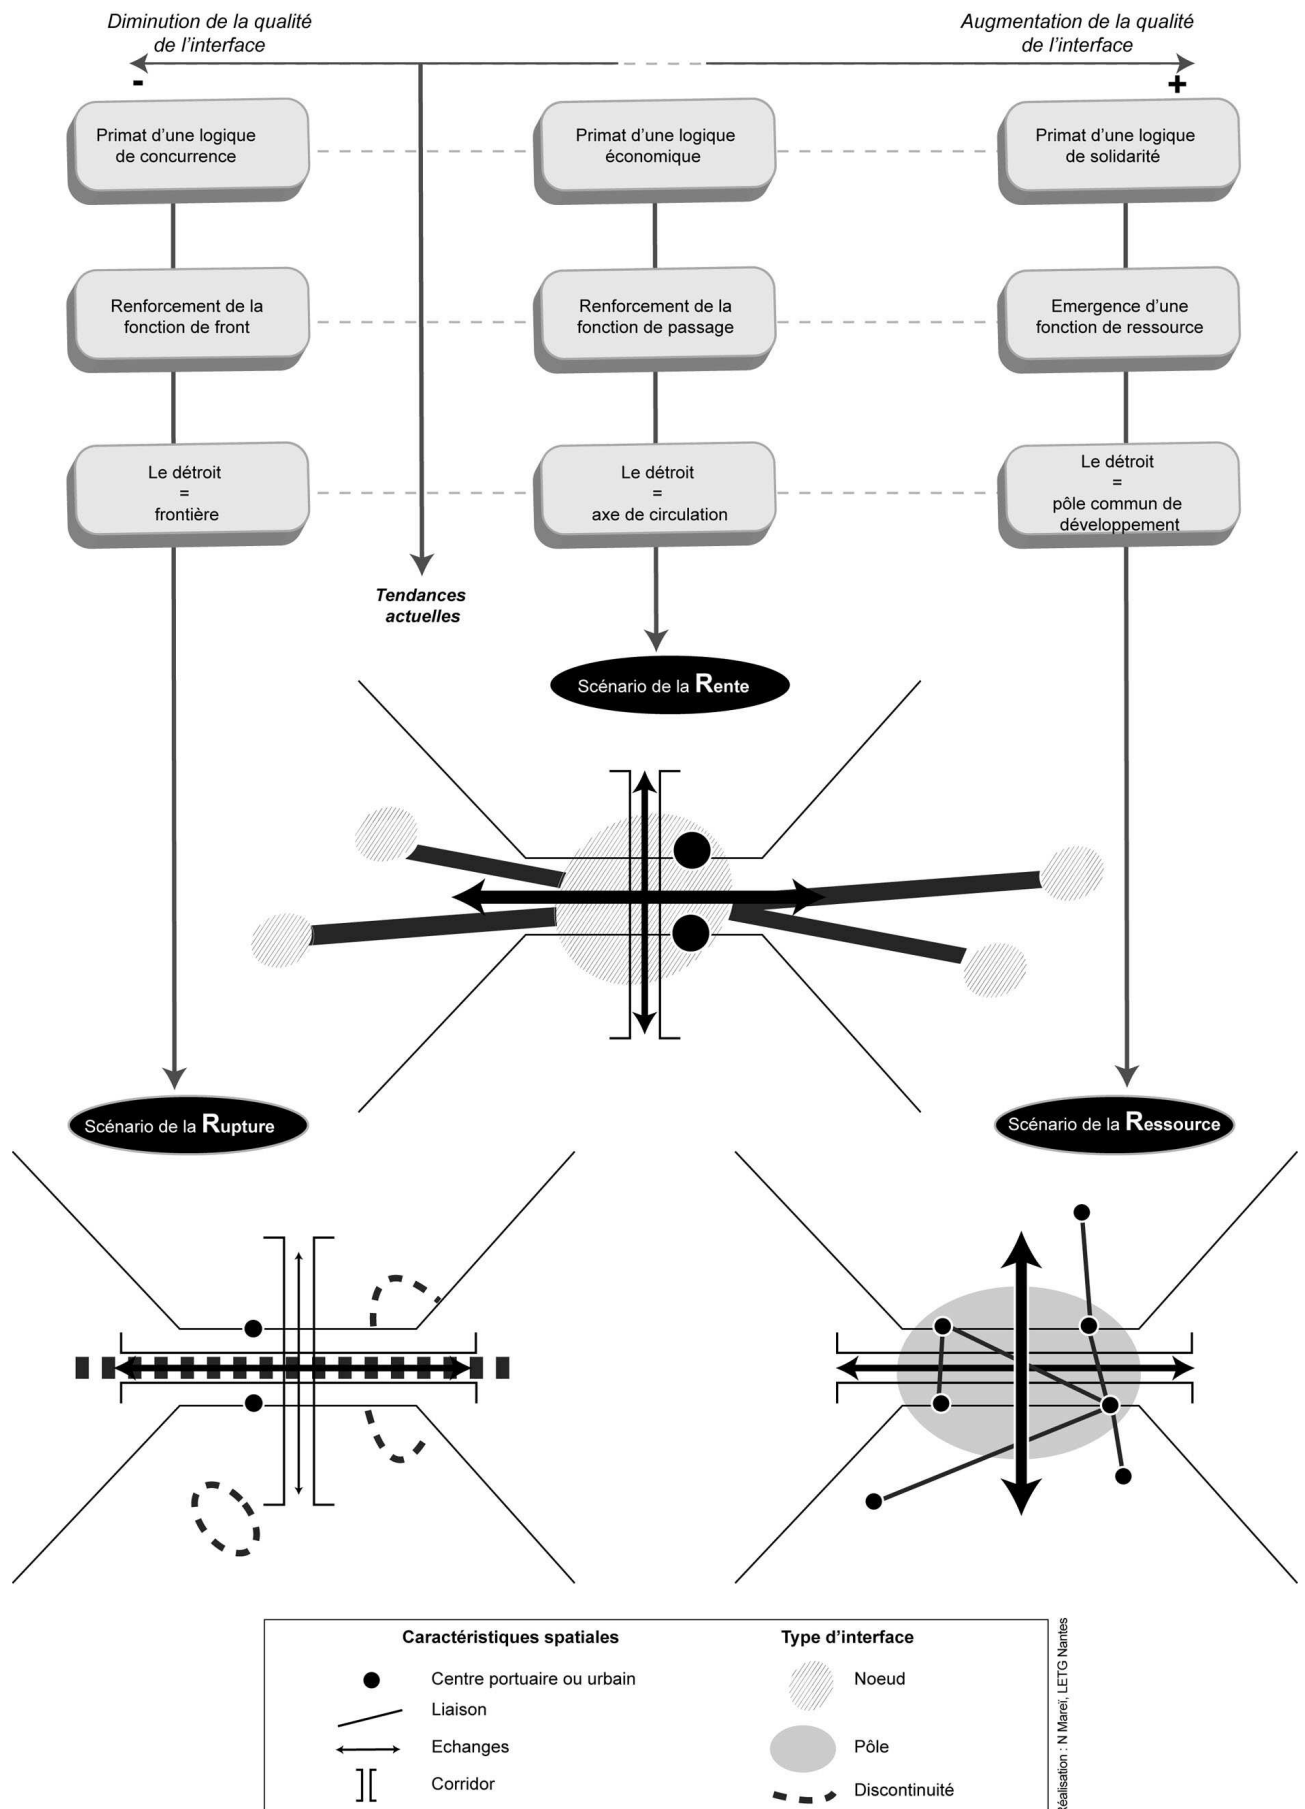 Diminution de la qualité
de l'interface
Augmentation de la qualité
de l'interface
-
+
Primat d'une logique
de concurrence
Primat d'une logique
économique
Primat d'une logique
de solidarité
Renforcement de la
fonction de front
Renforcement de la
fonction de passage
Emergence d'une
fonction de ressource
Le détroit
=
frontière
Le détroit
=
axe de circulation
Le détroit
=
pôle commun de
développement
Tendances
actuelles
Scénario de la Rente
Scénario de la Rupture
Scénario de la Ressource
Caractéristiques spatiales
Centre portuaire ou urbain
Liaison
Echanges
Corridor
Type d'interface
Noeud
Pôle
Discontinuité
Réalisation : N Mareï, LETG Nantes